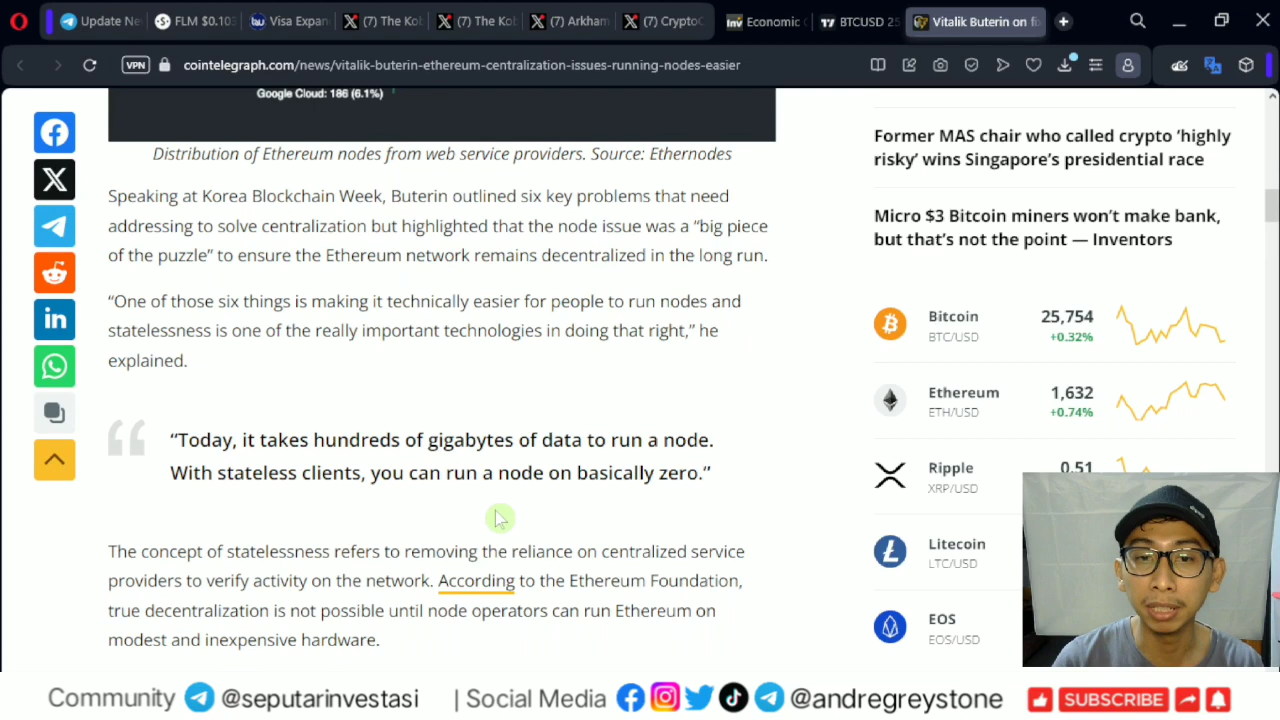 Update Ne
FLM $0.103
Visa Expan
(7) The Kob
(7) The Kob
(7) Arkham
(7) CryptoC
Economic C
BTCUSD 25
Vitalik Buterin on fi
VPN
cointelegraph.com/news/vitalik-buterin-ethereum-centralization-issues-running-nodes-easier
Google Cloud: 186 (6.1%)
Distribution of Ethereum nodes from web service providers. Source: Ethernodes
Speaking at Korea Blockchain Week, Buterin outlined six key problems that need
addressing to solve centralization but highlighted that the node issue was a “big piece
of the puzzle” to ensure the Ethereum network remains decentralized in the long run.
“One of those six things is making it technically easier for people to run nodes and
statelessness is one of the really important technologies in doing that right,” he
explained.
“Today, it takes hundreds of gigabytes of data to run a node.
With stateless clients, you can run a node on basically zero.”
The concept of statelessness refers to removing the reliance on centralized service
providers to verify activity on the network. According to the Ethereum Foundation,
true decentralization is not possible until node operators can run Ethereum on
modest and inexpensive hardware.
Former MAS chair who called crypto ‘highly
risky’ wins Singapore’s presidential race
Micro $3 Bitcoin miners won’t make bank,
but that’s not the point — Inventors
Bitcoin 25,754
BTC/USD +0.32%
Ethereum 1,632
ETH/USD +0.74%
Ripple 0.51
XRP/USD
Litecoin
LTC/USD
EOS
EOS/USD
Community @seputarinvestasi | Social Media @andregreystone SUBSCRIBE